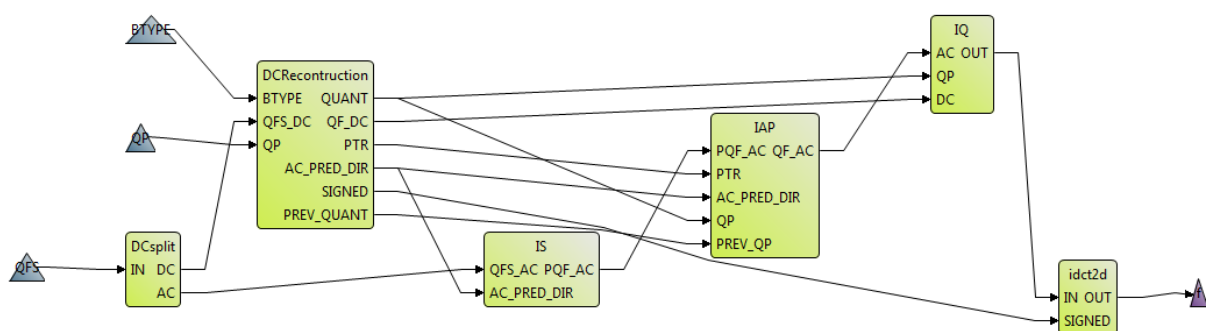 BTYPE
QP
QFS
DCsplit
IN DC
AC
DCRecontruction
BTYPE QUANT
QFS_DC QF_DC
QP PTR
AC_PRED_DIR
SIGNED
PREV_QUANT
IS
QFS_AC PQF_AC
AC_PRED_DIR
IAP
PQF_AC QF_AC
PTR
AC_PRED_DIR
QP
PREV_QP
IQ
AC OUT
QP
DC
idct2d
IN OUT
SIGNED
f